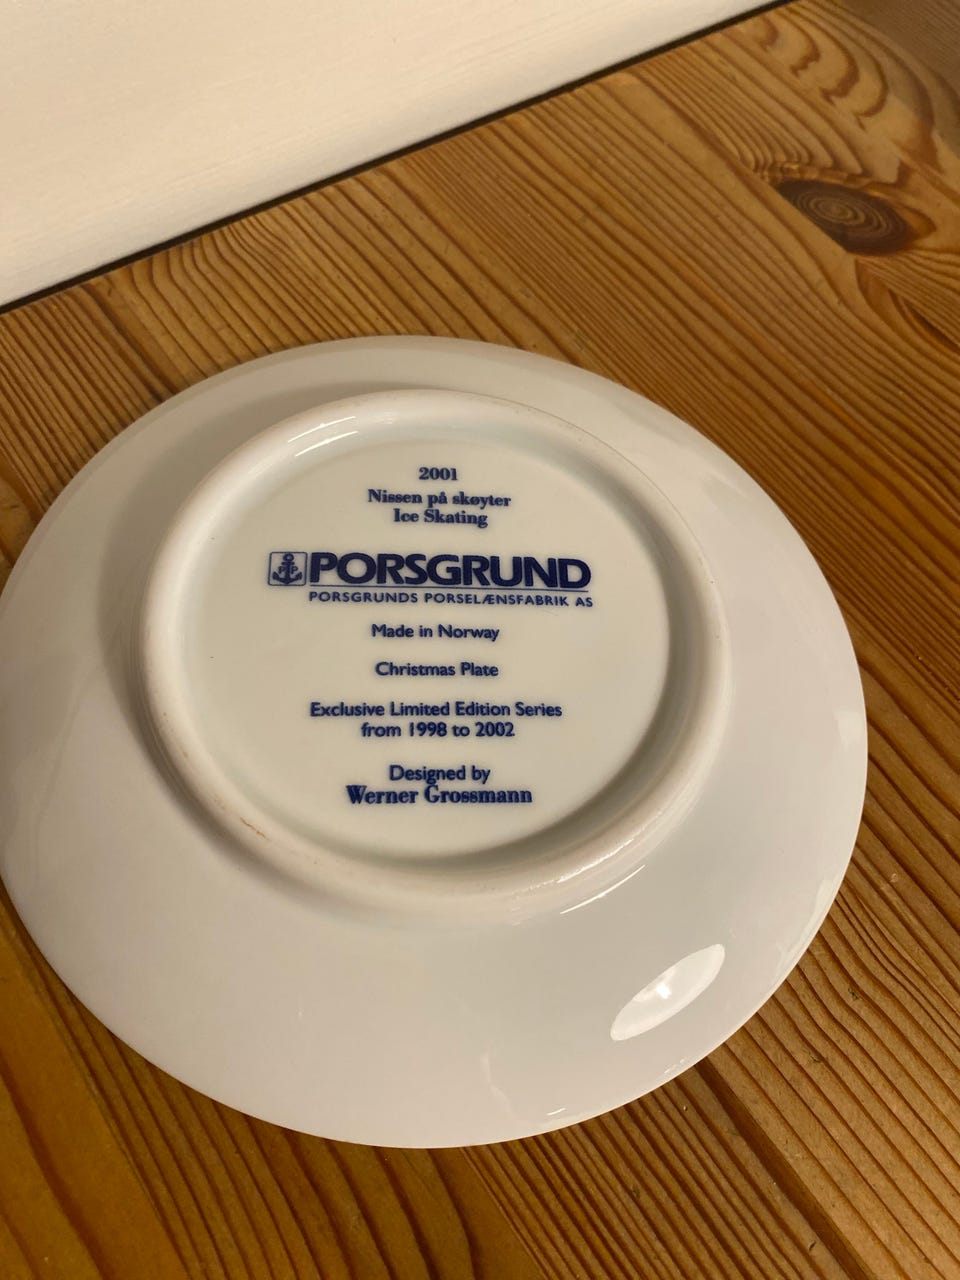 2001
Nissen på skøyter
Ice Skating
PP PORSGRUND
PORSGRUNDS PORSELÆNSFABRIK AS
Made in Norway
Christmas Plate
Exclusive Limited Edition Series
from 1998 to 2002
Designed by
Werner Grossmann